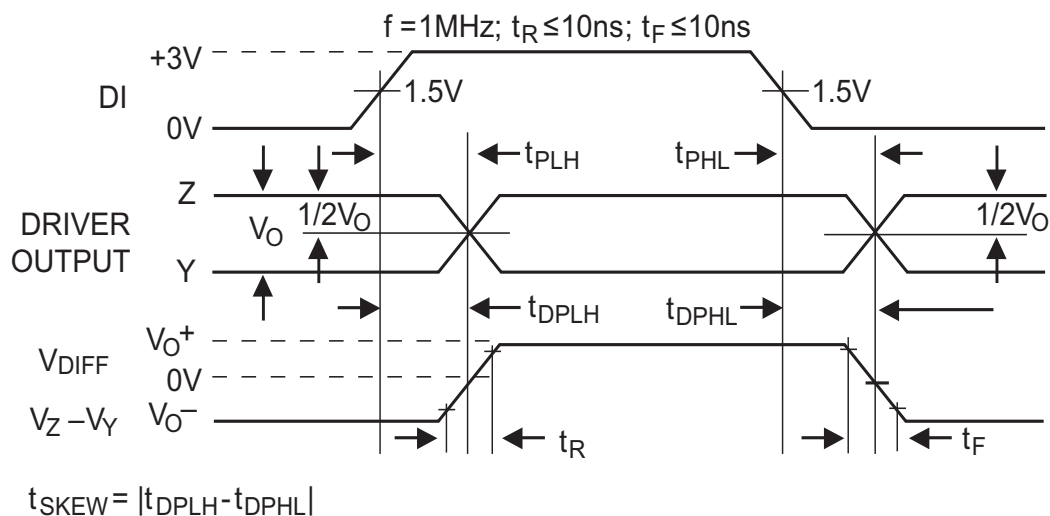 f =1MHz; tR≤10ns; tF≤10ns
+3V
DI
1.5V
1.5V
0V
tPLH
tPHL
Z
DRIVER
OUTPUT
VO
1/2VO
1/2VO
Y
tDPLH
tDPHL
VO+
VDIFF
0V
VZ –VY
VO–
tR
tF
tSKEW = |tDPLH-tDPHL|